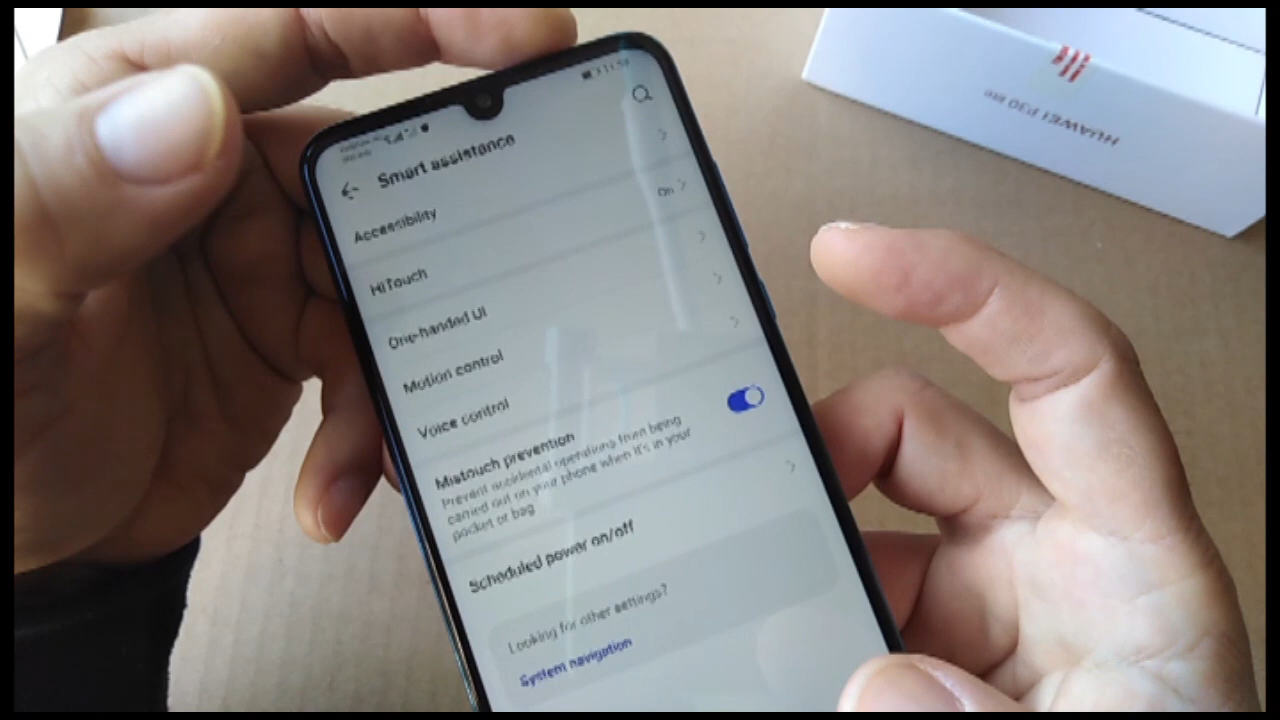 HUAWEI P30 lite
Smart assistance
Accessibility
HiTouch
On
One-handed UI
Motion control
Voice control
Mistouch prevention
Prevent accidental operations from being
carried out on your phone when it's in your
pocket or bag
Scheduled power on/off
Looking for other settings?
System navigation